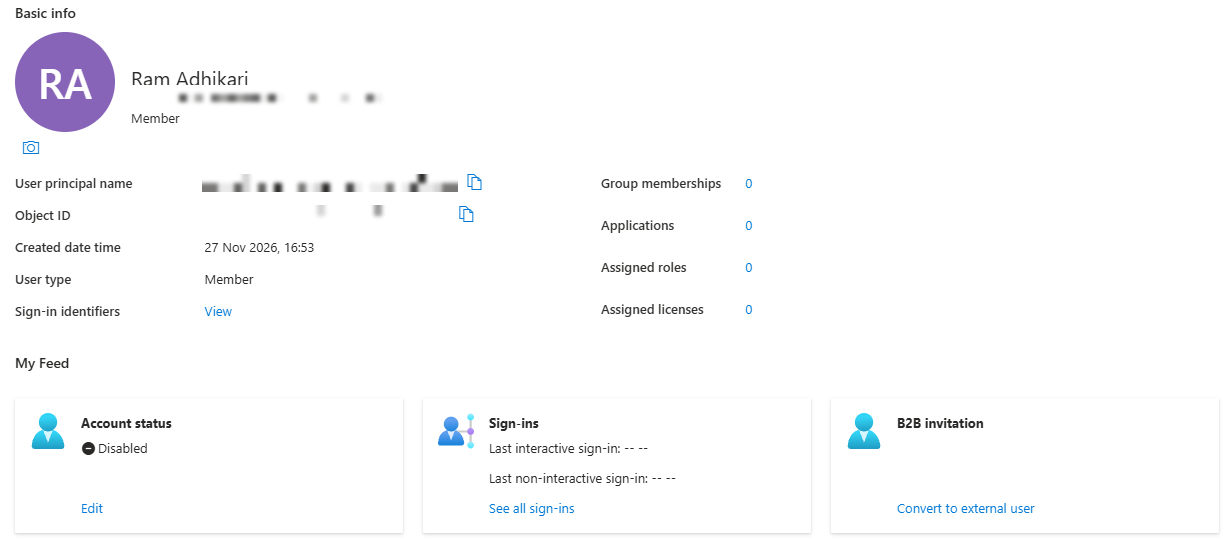 Basic info
RA
Ram Adhikari
Member
User principal name
Object ID
Created date time 27 Nov 2026, 16:53
User type Member
Sign-in identifiers View
Group memberships 0
Applications 0
Assigned roles 0
Assigned licenses 0
My Feed
Account status
Disabled
Edit
Sign-ins
Last interactive sign-in: -- --
Last non-interactive sign-in: -- --
See all sign-ins
B2B invitation
Convert to external user